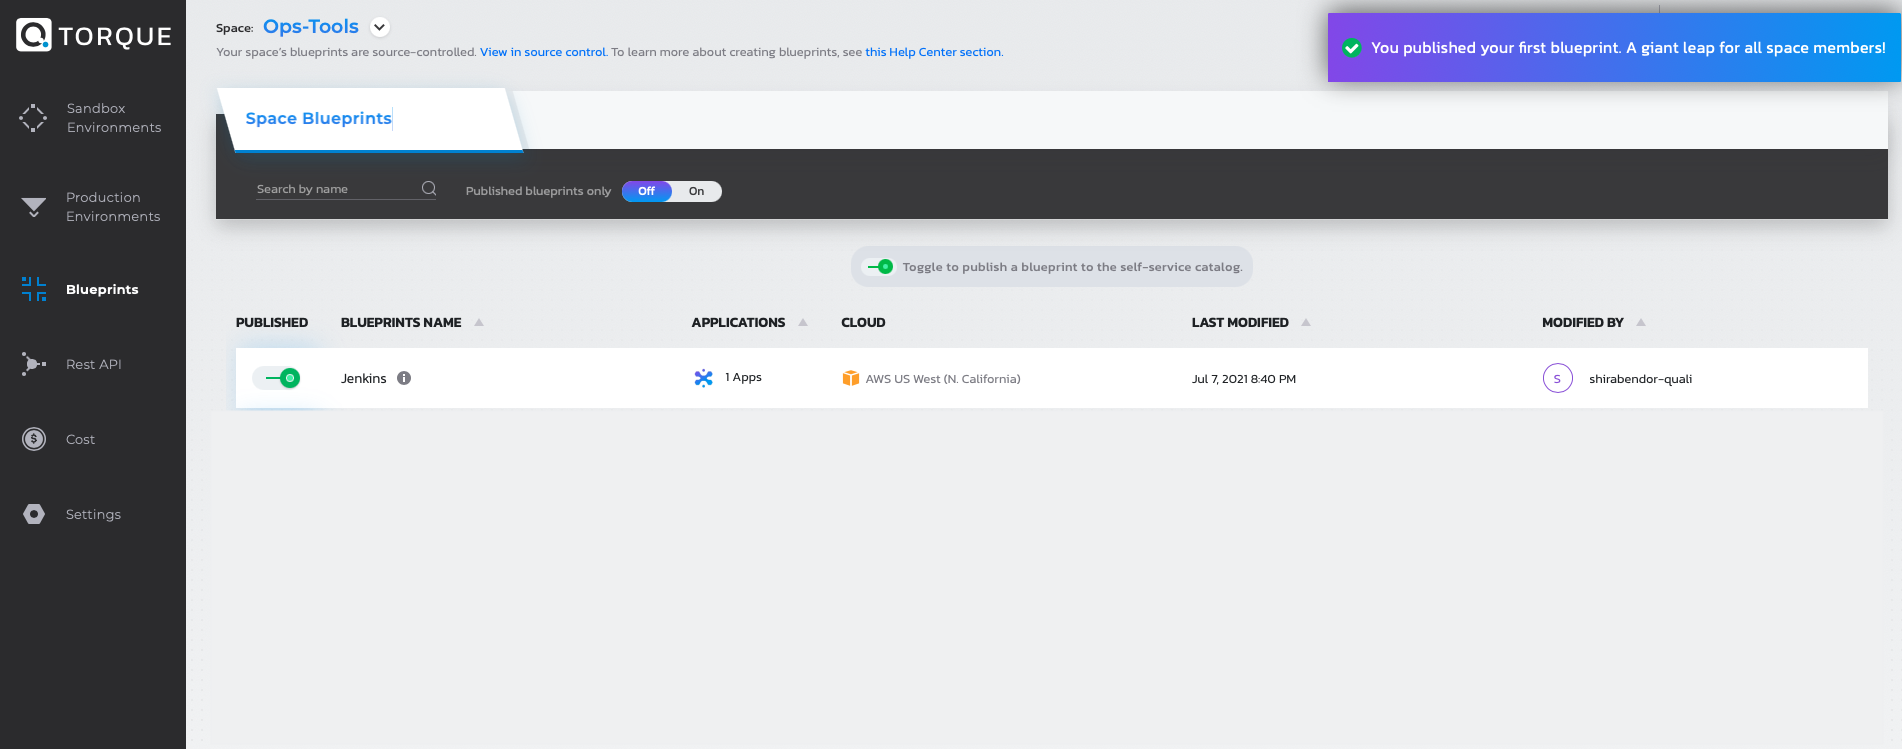 TORQUE
Space: Ops-Tools
Your space's blueprints are source-controlled. View in source control. To learn more about creating blueprints, see this Help Center section.
You published your first blueprint. A giant leap for all space members!
Sandbox
Environments
Production
Environments
Blueprints
Rest API
$ Cost
Settings
Space Blueprints
Search by name
Published blueprints only Off On
Toggle to publish a blueprint to the self-service catalog.
PUBLISHED BLUEPRINTS NAME APPLICATIONS CLOUD LAST MODIFIED MODIFIED BY
Jenkins i 1 Apps AWS US West (N. California) Jul 7, 2021 8:40 PM S shirabendor-quali